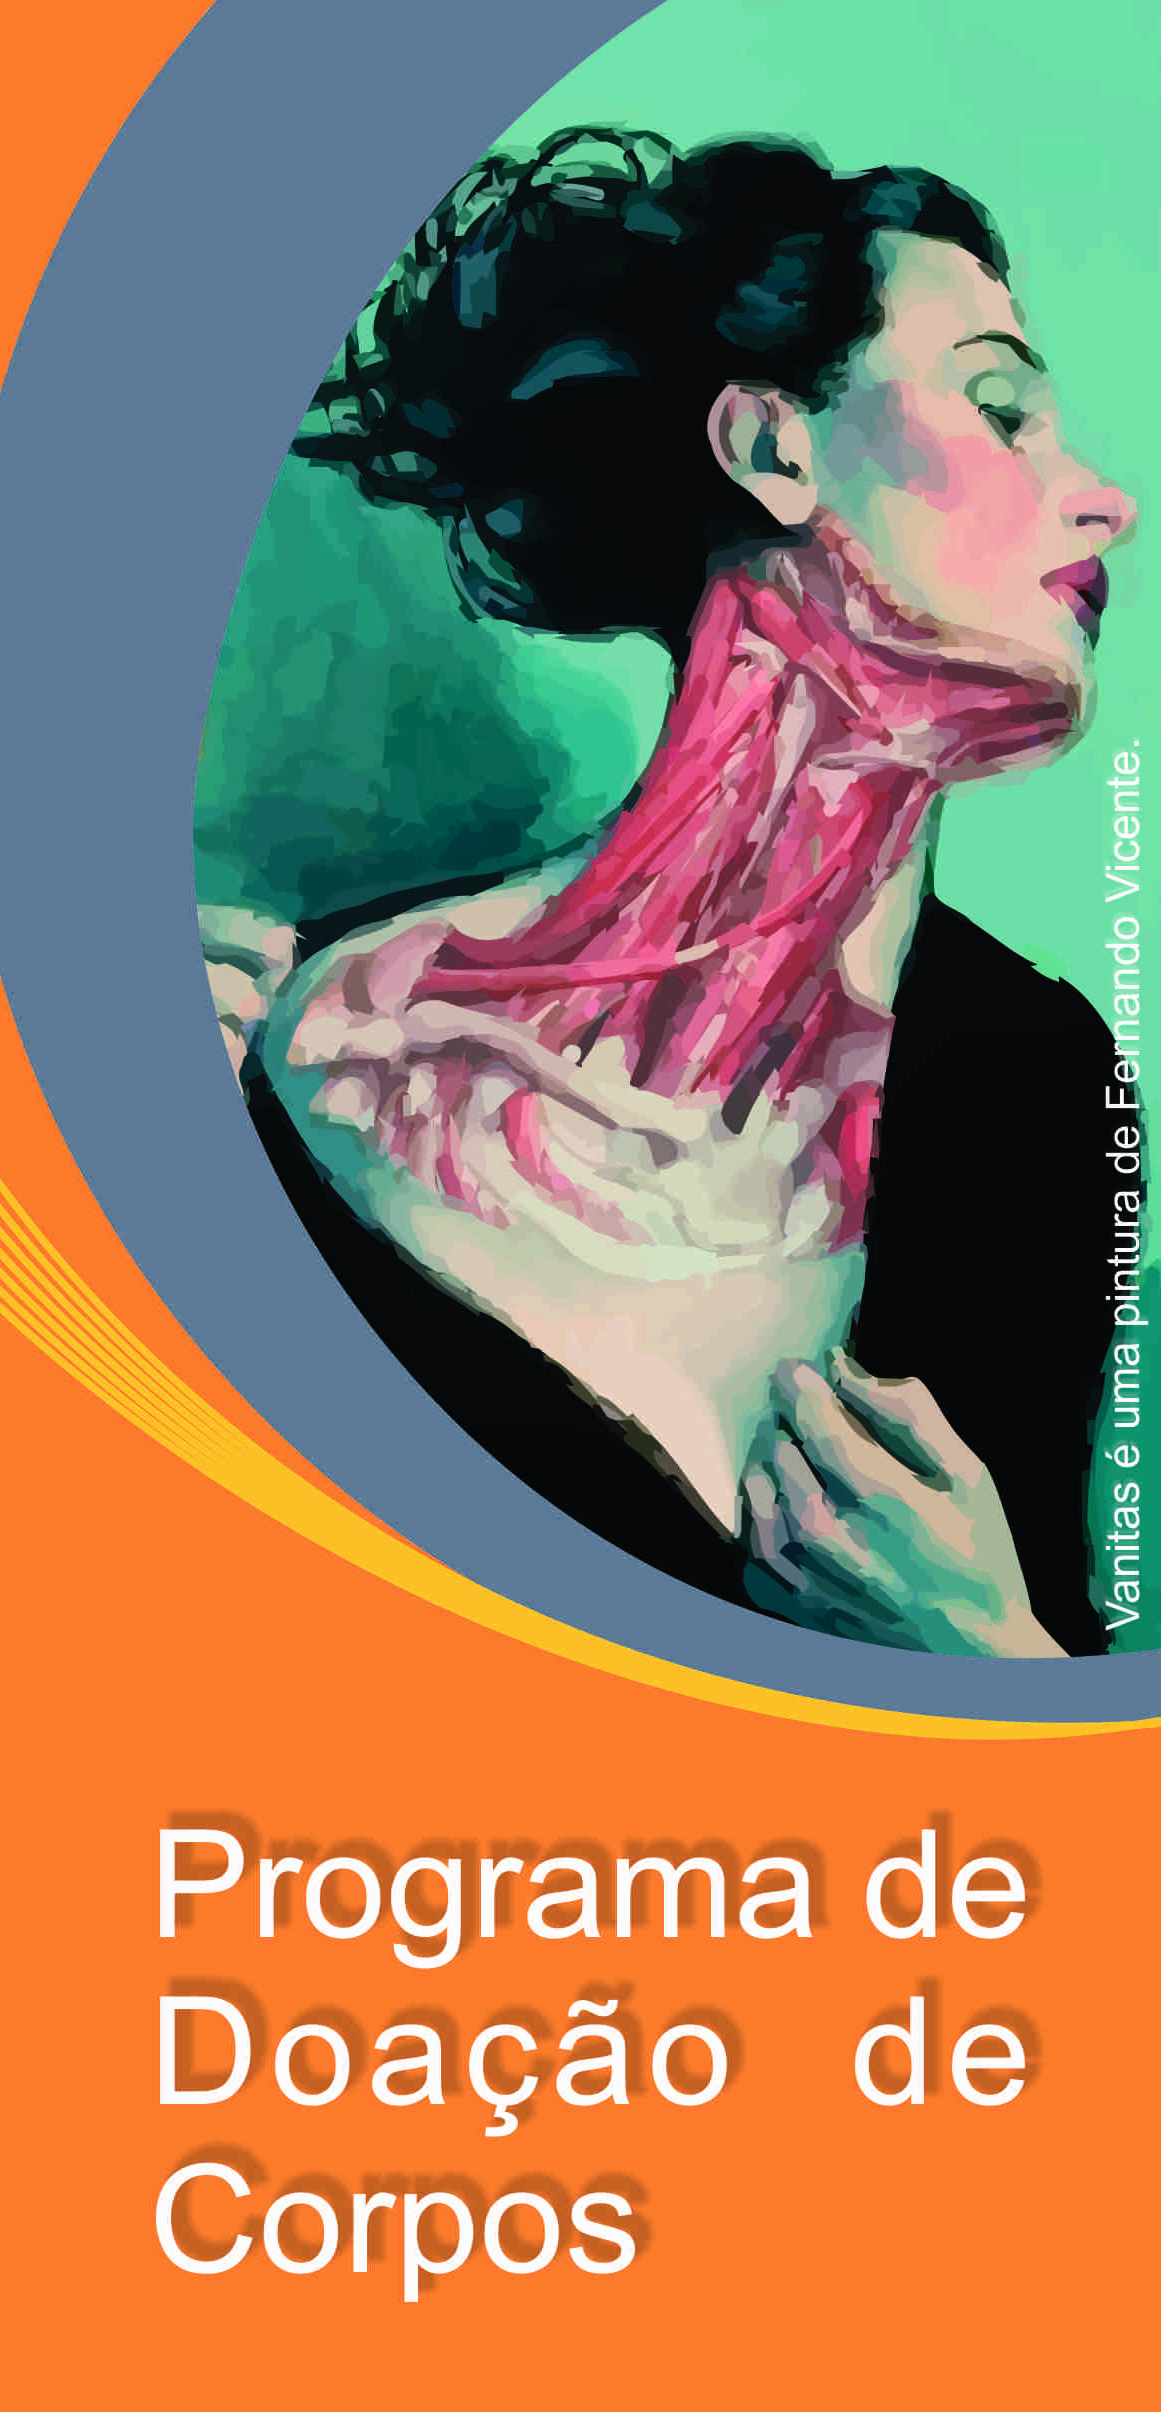 Vanitas é uma pintura de Fernando Vicente.
Programa de
Doação de
Corpos